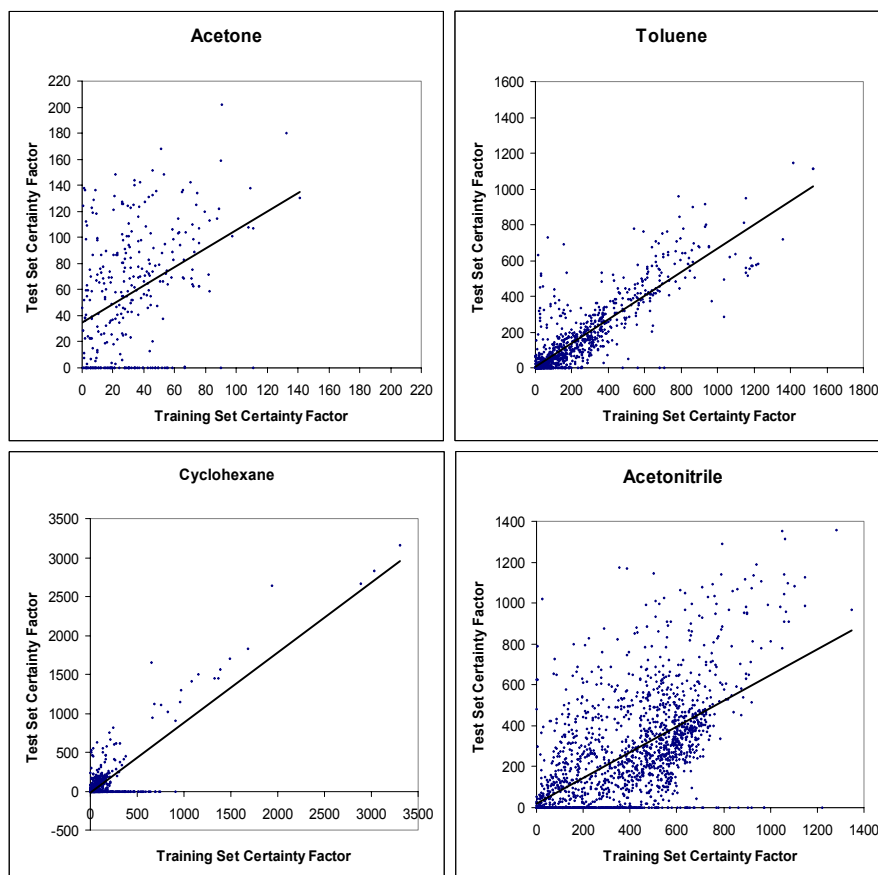 Acetone
220
200
180
160
140
120
100
80
60
40
20
0
0 20 40 60 80 100 120 140 160 180 200 220
Test Set Certainty Factor
Training Set Certainty Factor
Toluene
1600
1400
1200
1000
800
600
400
200
0
0 200 400 600 800 1000 1200 1400 1600 1800
Test Set Certainty Factor
Training Set Certainty Factor
Cyclohexane
3500
3000
2500
2000
1500
1000
500
0
-500
0 500 1000 1500 2000 2500 3000 3500
Test Set Certainty Factor
Training Set Certainty Factor
Acetonitrile
1400
1200
1000
800
600
400
200
0
0 200 400 600 800 1000 1200 1400
Test Set Certainty Factor
Training Set Certainty Factor